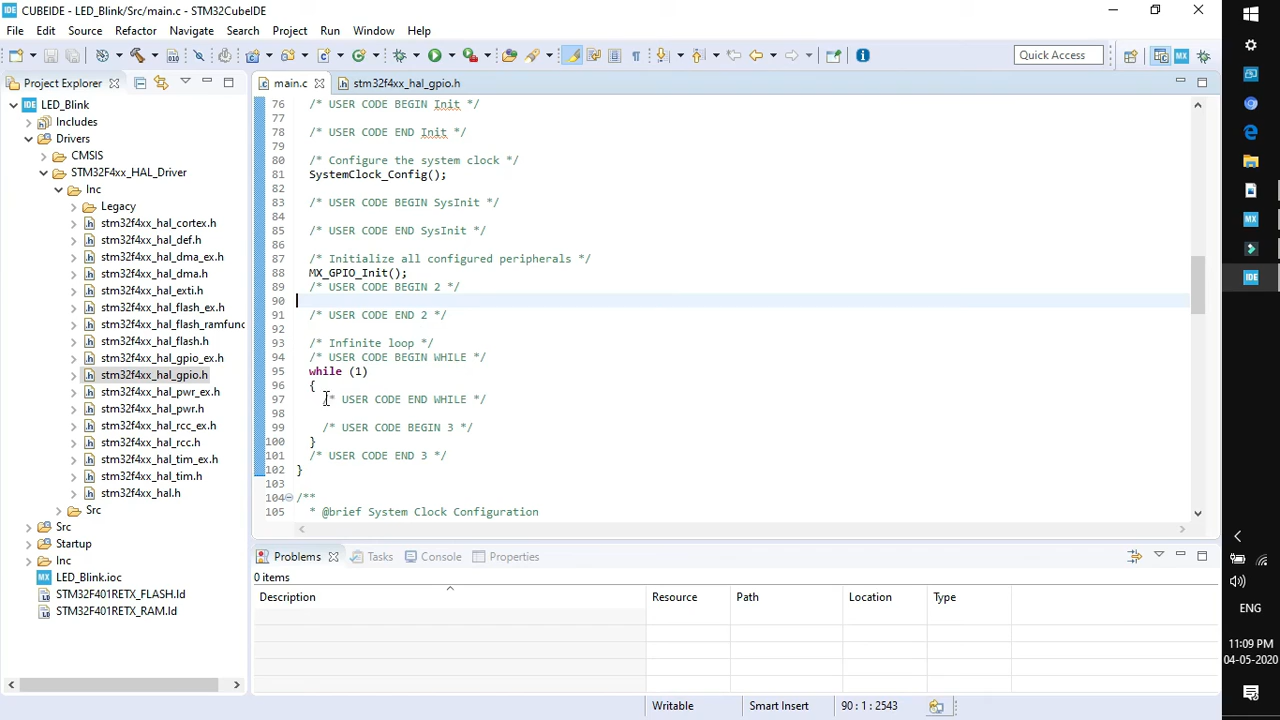 CUBEIDE - LED_Blink/Src/main.c - STM32CubeIDE
File Edit Source Refactor Navigate Search Project Run Window Help
Quick Access
Project Explorer
LED_Blink
Includes
Drivers
CMSIS
STM32F4xx_HAL_Driver
Inc
Legacy
stm32f4xx_hal_cortex.h
stm32f4xx_hal_def.h
stm32f4xx_hal_dma_ex.h
stm32f4xx_hal_dma.h
stm32f4xx_hal_exti.h
stm32f4xx_hal_flash_ex.h
stm32f4xx_hal_flash_ramfunc
stm32f4xx_hal_flash.h
stm32f4xx_hal_gpio_ex.h
stm32f4xx_hal_gpio.h
stm32f4xx_hal_pwr_ex.h
stm32f4xx_hal_pwr.h
stm32f4xx_hal_rcc_ex.h
stm32f4xx_hal_rcc.h
stm32f4xx_hal_tim_ex.h
stm32f4xx_hal_tim.h
stm32f4xx_hal.h
Src
Src
Startup
Inc
LED_Blink.ioc
STM32F401RETX_FLASH.ld
STM32F401RETX_RAM.ld
main.c stm32f4xx_hal_gpio.h
76 /* USER CODE BEGIN Init */
77
78 /* USER CODE END Init */
79
80 /* Configure the system clock */
81 SystemClock_Config();
82
83 /* USER CODE BEGIN SysInit */
84
85 /* USER CODE END SysInit */
86
87 /* Initialize all configured peripherals */
88 MX_GPIO_Init();
89 /* USER CODE BEGIN 2 */
90
91 /* USER CODE END 2 */
92
93 /* Infinite loop */
94 /* USER CODE BEGIN WHILE */
95 while (1)
96 {
97 /* USER CODE END WHILE */
98
99 /* USER CODE BEGIN 3 */
100 }
101 /* USER CODE END 3 */
102 }
103
104 /**
105 * @brief System Clock Configuration
Problems Tasks Console Properties
0 items
Description Resource Path Location Type
Writable Smart Insert 90 : 1 : 2543
IDE
MX
MX
IDE
ENG
11:09 PM
04-05-2020